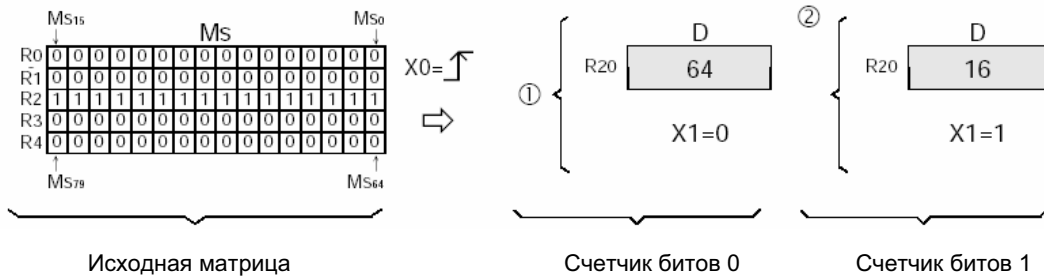 Ms15 Ms0
Ms
R0 0 0 0 0 0 0 0 0 0 0 0 0 0 0 0 0
R1 0 0 0 0 0 0 0 0 0 0 0 0 0 0 0 0
R2 1 1 1 1 1 1 1 1 1 1 1 1 1 1 1 1
R3 0 0 0 0 0 0 0 0 0 0 0 0 0 0 0 0
R4 0 0 0 0 0 0 0 0 0 0 0 0 0 0 0 0
Ms79 Ms64
X0=
①
D
R20 64
X1=0
②
D
R20 16
X1=1
Исходная матрица
Счетчик битов 0
Счетчик битов 1